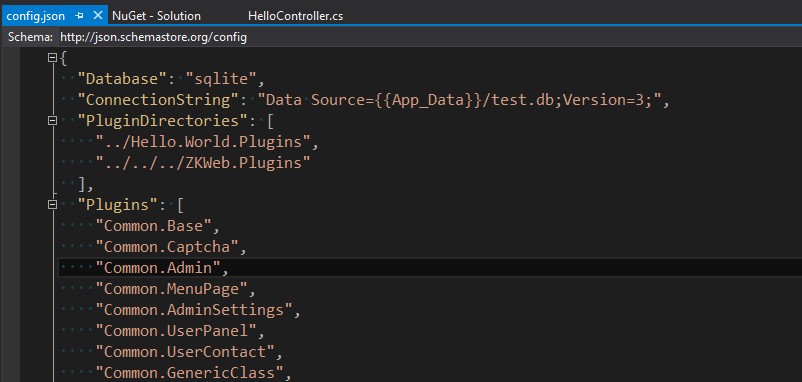 config.json NuGet - Solution HelloController.cs
Schema: http://json.schemastore.org/config
{
"Database": "sqlite",
"ConnectionString": "Data Source={{App_Data}}/test.db;Version=3;",
"PluginDirectories": [
"../Hello.World.Plugins",
"../../../ZKWeb.Plugins"
],
"Plugins": [
"Common.Base",
"Common.Captcha",
"Common.Admin",
"Common.MenuPage",
"Common.AdminSettings",
"Common.UserPanel",
"Common.UserContact",
"Common.GenericClass",